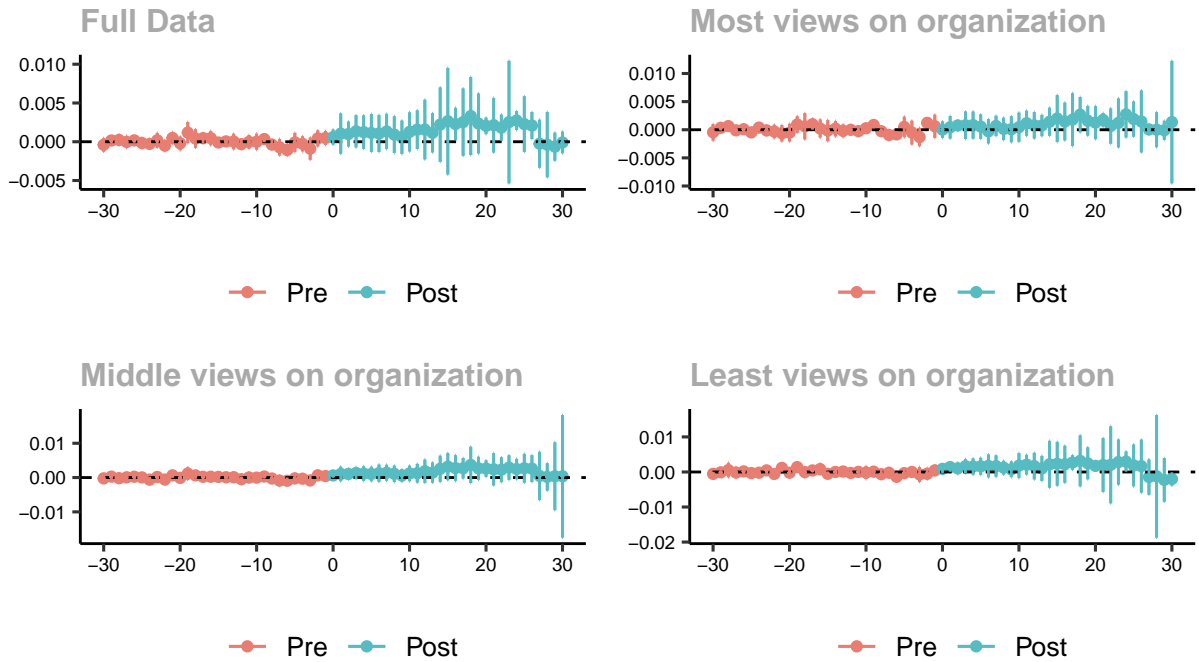 Full Data
0.010
0.005
0.000
−0.005
−30 −20 −10 0 10 20 30
Pre Post
Most views on organization
0.010
0.005
0.000
−0.005
−0.010
−30 −20 −10 0 10 20 30
Pre Post
Middle views on organization
0.01
0.00
−0.01
−30 −20 −10 0 10 20 30
Pre Post
Least views on organization
0.01
0.00
−0.01
−0.02
−30 −20 −10 0 10 20 30
Pre Post